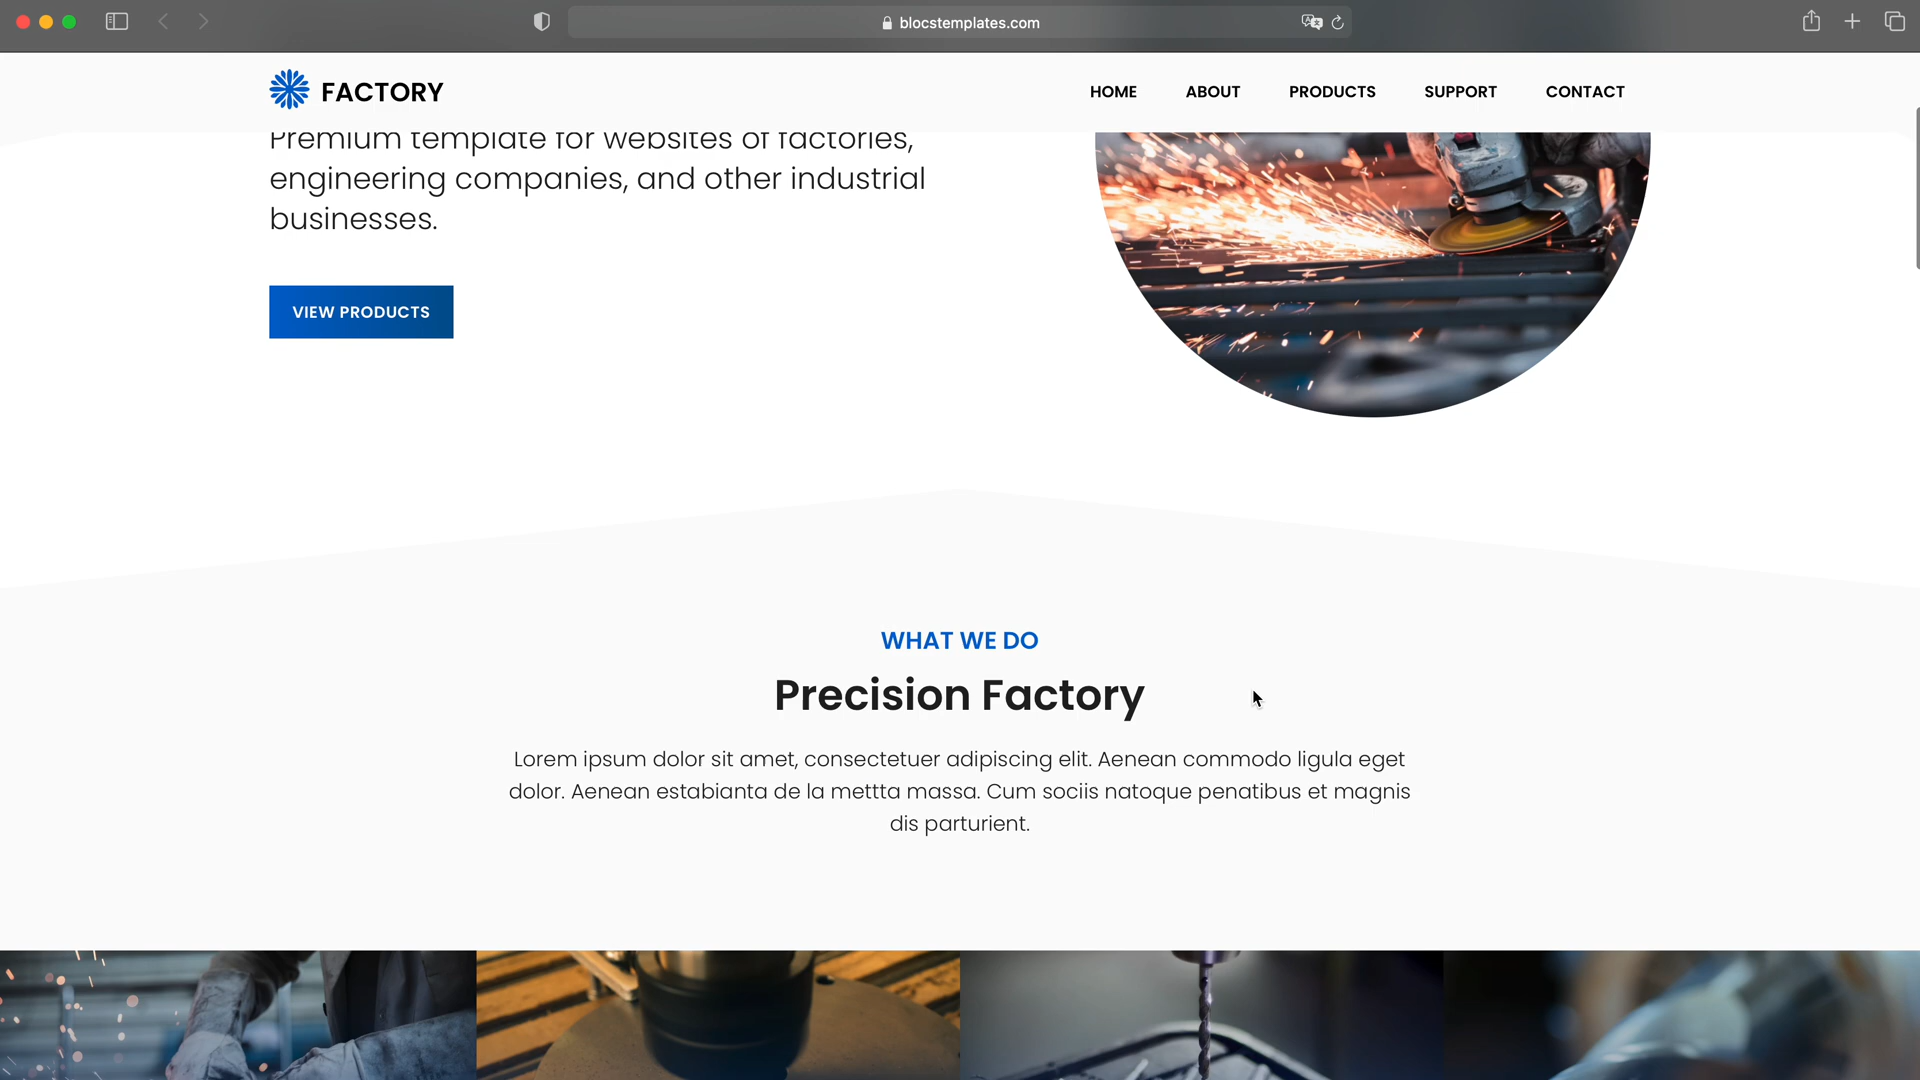 blocstemplates.com
FACTORY
HOME ABOUT PRODUCTS SUPPORT CONTACT
Premium template for websites of factories,
engineering companies, and other industrial
businesses.
VIEW PRODUCTS
WHAT WE DO
Precision Factory
Lorem ipsum dolor sit amet, consectetuer adipiscing elit. Aenean commodo ligula eget
dolor. Aenean estabianta de la mettta massa. Cum sociis natoque penatibus et magnis
dis parturient.